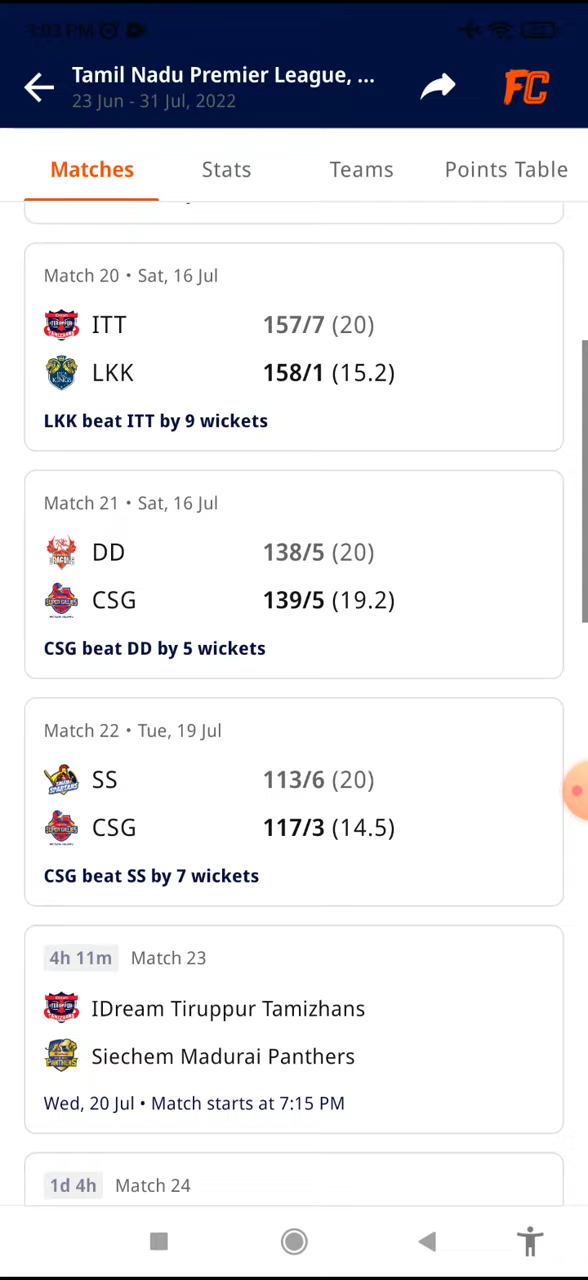 3:03 PM
Tamil Nadu Premier League, ...
23 Jun - 31 Jul, 2022
FC
Matches
Stats
Teams
Points Table
Match 20 • Sat, 16 Jul
ITT 157/7 (20)
LKK 158/1 (15.2)
LKK beat ITT by 9 wickets
Match 21 • Sat, 16 Jul
DD 138/5 (20)
CSG 139/5 (19.2)
CSG beat DD by 5 wickets
Match 22 • Tue, 19 Jul
SS 113/6 (20)
CSG 117/3 (14.5)
CSG beat SS by 7 wickets
4h 11m Match 23
IDream Tiruppur Tamizhans
Siechem Madurai Panthers
Wed, 20 Jul • Match starts at 7:15 PM
1d 4h Match 24